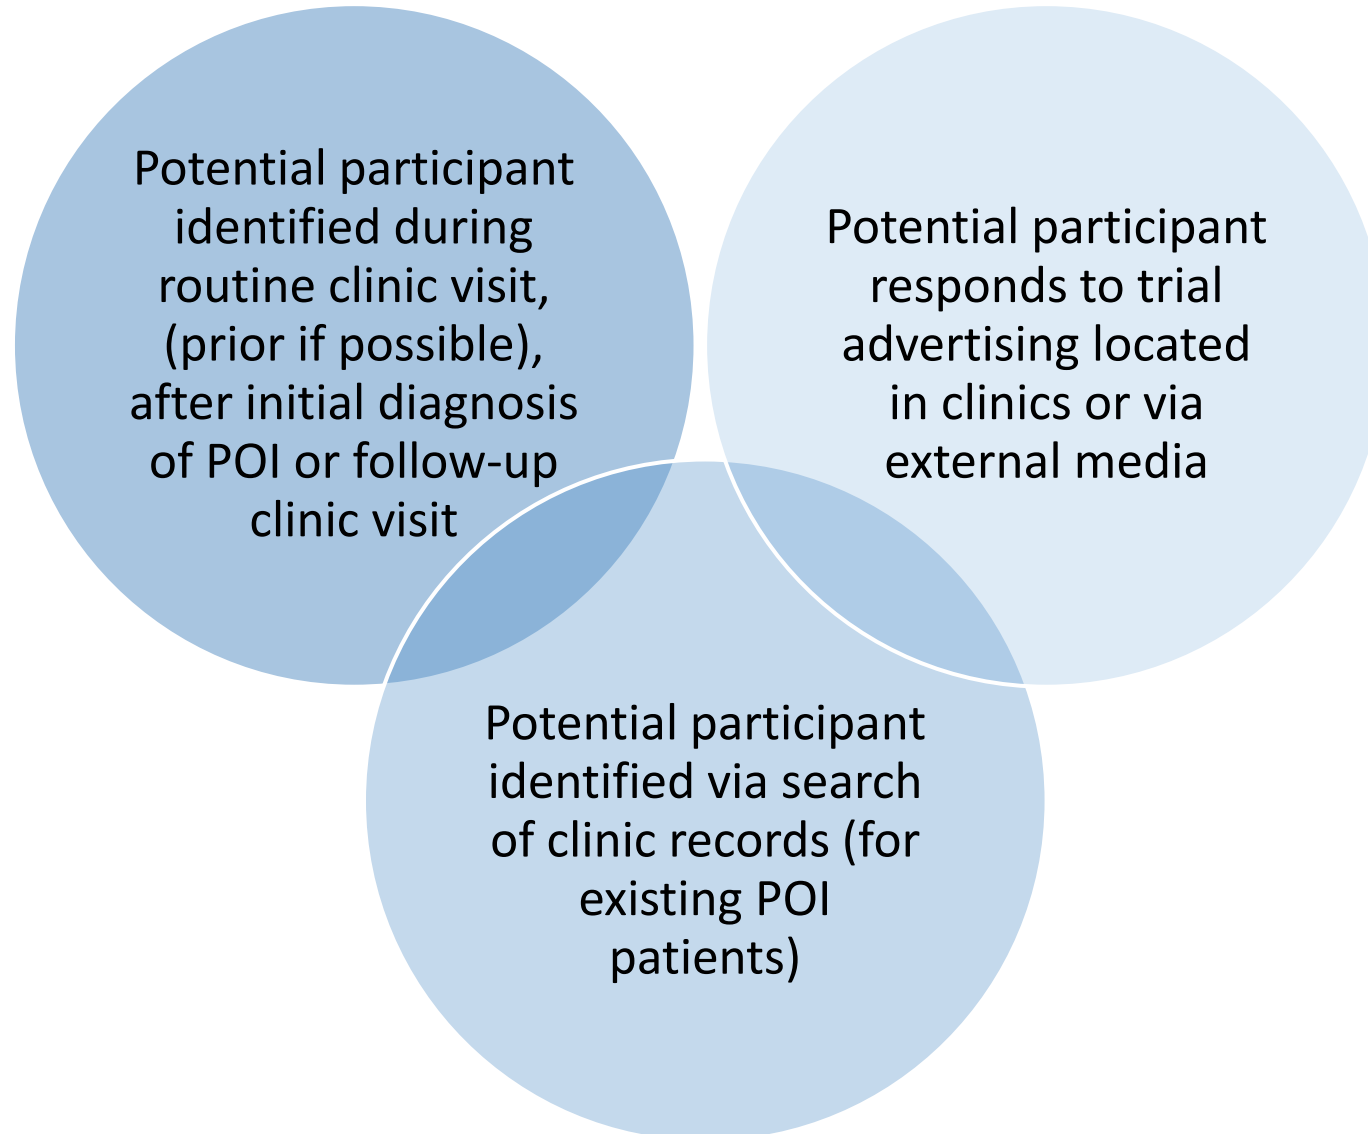 Potential participant
identified during
routine clinic visit,
(prior if possible),
after initial diagnosis
of POI or follow-up
clinic visit
Potential participant
responds to trial
advertising located
in clinics or via
external media
Potential participant
identified via search
of clinic records (for
existing POI
patients)